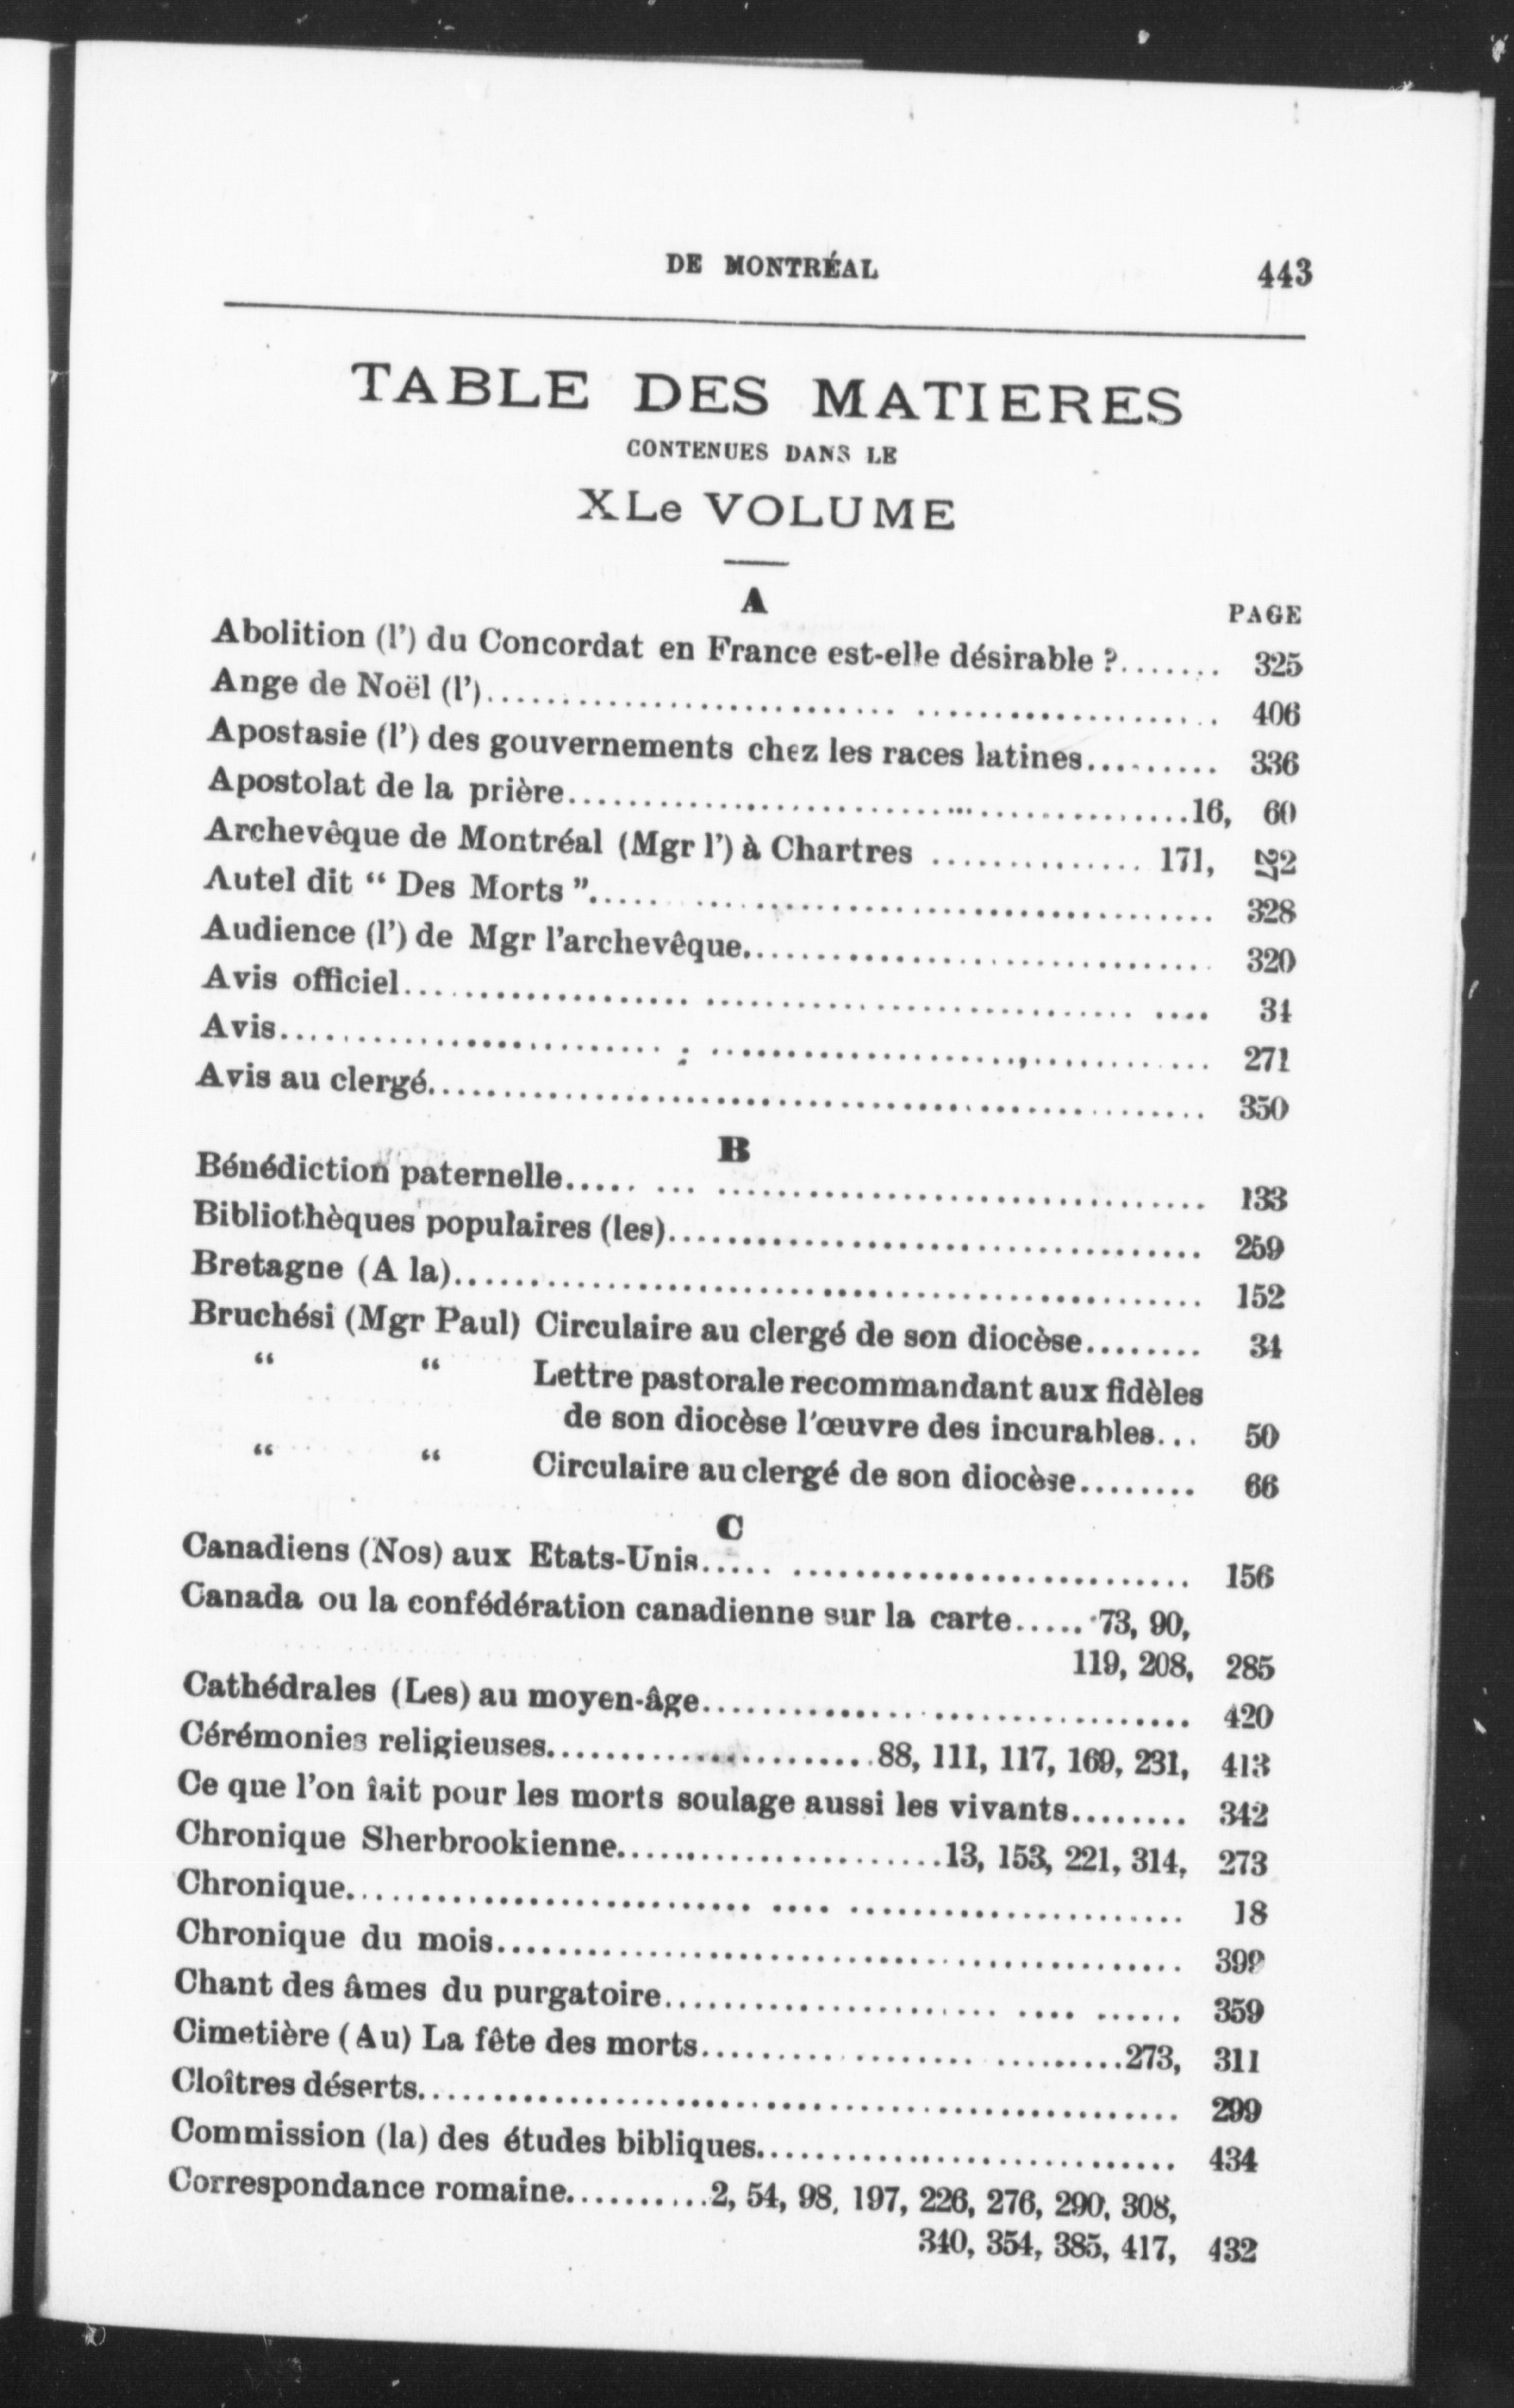 DE MONTRÉAL 443
TABLE DES MATIERES
CONTENUES DANS LE
XLe VOLUME
A
PAGE
Abolition (l') du Concordat en France est-elle désirable ?........ 325
Ange de Noël (l')................................................ 406
Apostasie (l') des gouvernements chez les races latines......... 336
Apostolat de la prière..........................................16, 60
Archevêque de Montréal (Mgr l') à Chartres .............. 171,
Autel dit “ Des Morts ”......................................... 328
Audience (l') de Mgr l'archevêque............................... 320
Avis officiel................................................... 34
Avis............................................................ 271
Avis au clergé.................................................. 350
B
Bénédiction paternelle..... ... ................................ 133
Bibliothèques populaires (les).................................. 259
Bretagne (A la)................................................. 152
Bruchési (Mgr Paul) Circulaire au clergé de son diocèse........ 34
“ “ Lettre pastorale recommandant aux fidèles
de son diocèse l'œuvre des incurables... 50
“ “ Circulaire au clergé de son diocèse........ 66
C
Canadiens (Nos) aux Etats-Unis..... ........................... 156
Canada ou la confédération canadienne sur la carte..... 73, 90,
119, 208, 285
Cathédrales (Les) au moyen-âge................................. 420
Cérémonies religieuses......................88, 111, 117, 169, 231, 413
Ce que l'on fait pour les morts soulage aussi les vivants........ 342
Chronique Sherbrookienne......................13, 153, 221, 314, 273
Chronique............................ .... ...................... 18
Chronique du mois.............................................. 399
Chant des âmes du purgatoire...................... .... ...... 359
Cimetière (Au) La fête des morts............................273, 311
Cloîtres déserts............................................... 299
Commission (la) des études bibliques........................... 434
Correspondance romaine..........2, 54, 98, 197, 226, 276, 290, 308,
340, 354, 385, 417, 432